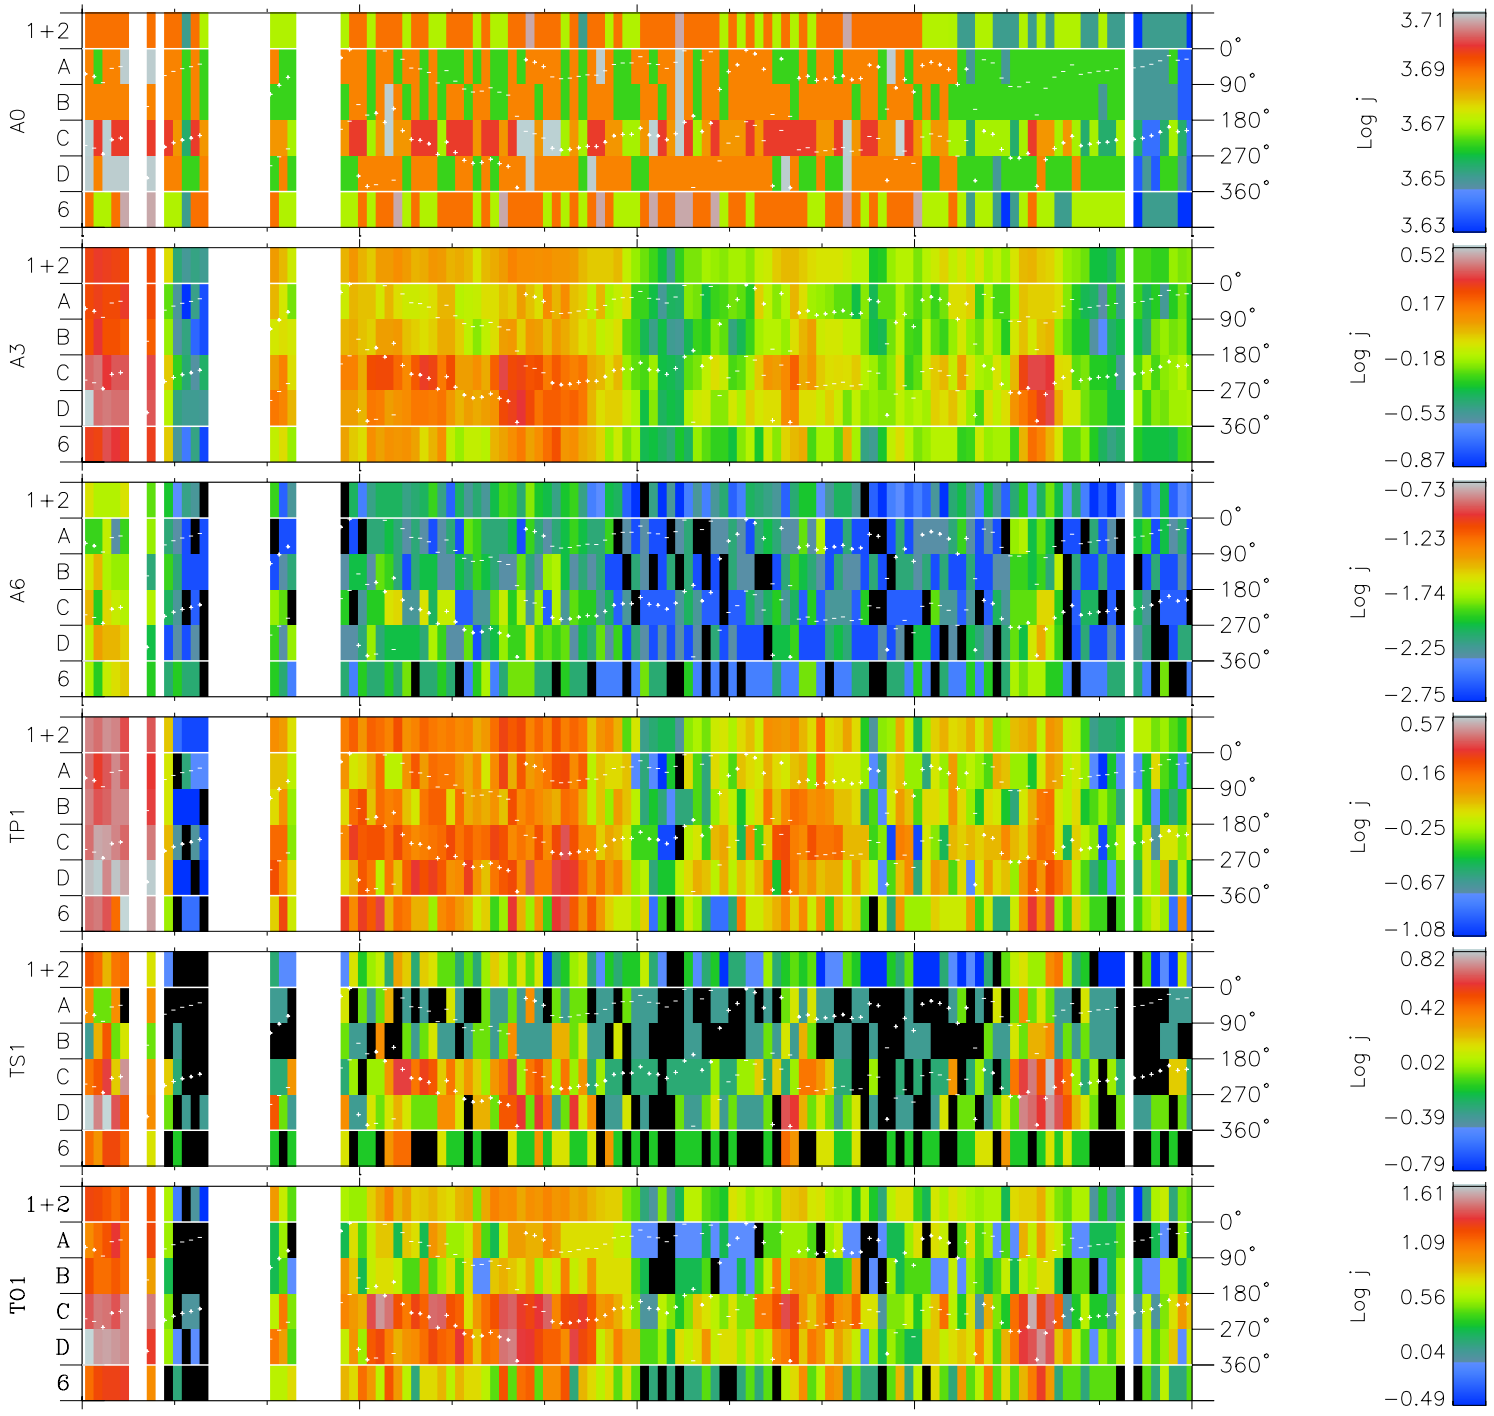 A0
1+2
A
B
C
D
6
0°
90°
180°
270°
360°
Log j
3.71
3.69
3.67
3.65
3.63
A3
1+2
A
B
C
D
6
0°
90°
180°
270°
360°
Log j
0.52
0.17
−0.18
−0.53
−0.87
A6
1+2
A
B
C
D
6
0°
90°
180°
270°
360°
Log j
−0.73
−1.23
−1.74
−2.25
−2.75
TP1
1+2
A
B
C
D
6
0°
90°
180°
270°
360°
Log j
0.57
0.16
−0.25
−0.67
−1.08
TS1
1+2
A
B
C
D
6
0°
90°
180°
270°
360°
Log j
0.82
0.42
0.02
−0.39
−0.79
TO1
1+2
A
B
C
D
6
0°
90°
180°
270°
360°
Log j
1.61
1.09
0.56
0.04
−0.49